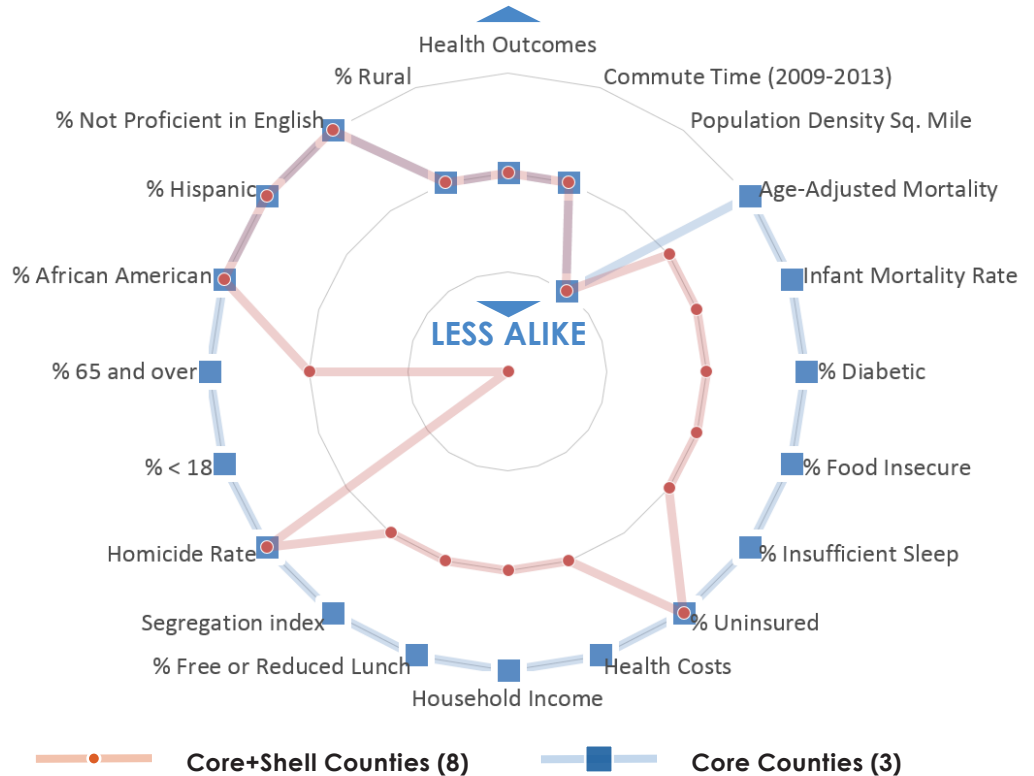 Health Outcomes
% Rural
Commute Time (2009-2013)
% Not Proficient in English
Population Density Sq. Mile
% Hispanic
Age-Adjusted Mortality
% African American
Infant Mortality Rate
LESS ALIKE
% 65 and over
% Diabetic
% < 18
% Food Insecure
Homicide Rate
% Insufficient Sleep
Segregation index
% Uninsured
% Free or Reduced Lunch
Health Costs
Household Income
Core+Shell Counties (8)
Core Counties (3)